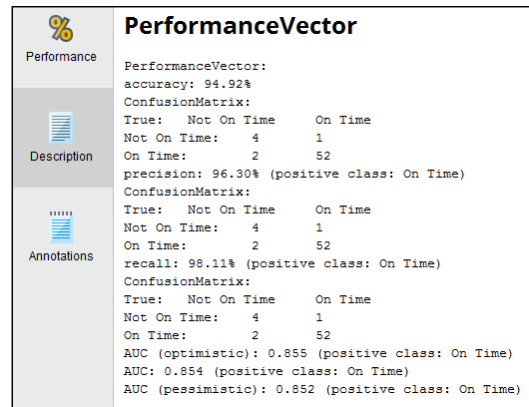 %
Performance
Description
Annotations
PerformanceVector
PerformanceVector:
accuracy: 94.92%
ConfusionMatrix:
True: Not On Time On Time
Not On Time: 4 1
On Time: 2 52
precision: 96.30% (positive class: On Time)
ConfusionMatrix:
True: Not On Time On Time
Not On Time: 4 1
On Time: 2 52
recall: 98.11% (positive class: On Time)
ConfusionMatrix:
True: Not On Time On Time
Not On Time: 4 1
On Time: 2 52
AUC (optimistic): 0.855 (positive class: On Time)
AUC: 0.854 (positive class: On Time)
AUC (pessimistic): 0.852 (positive class: On Time)